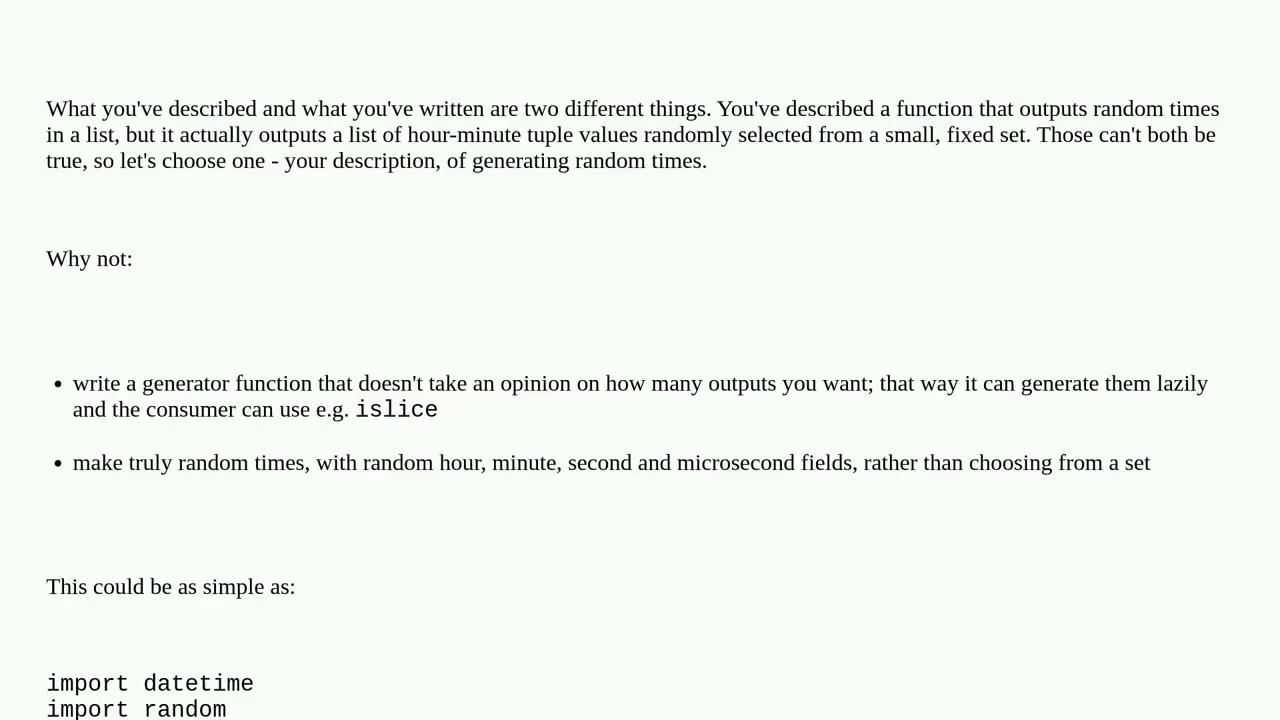 What you've described and what you've written are two different things. You've described a function that outputs random times
in a list, but it actually outputs a list of hour-minute tuple values randomly selected from a small, fixed set. Those can't both be
true, so let's choose one - your description, of generating random times.
Why not:
• write a generator function that doesn't take an opinion on how many outputs you want; that way it can generate them lazily
and the consumer can use e.g. islice
• make truly random times, with random hour, minute, second and microsecond fields, rather than choosing from a set
This could be as simple as:
import datetime
import random